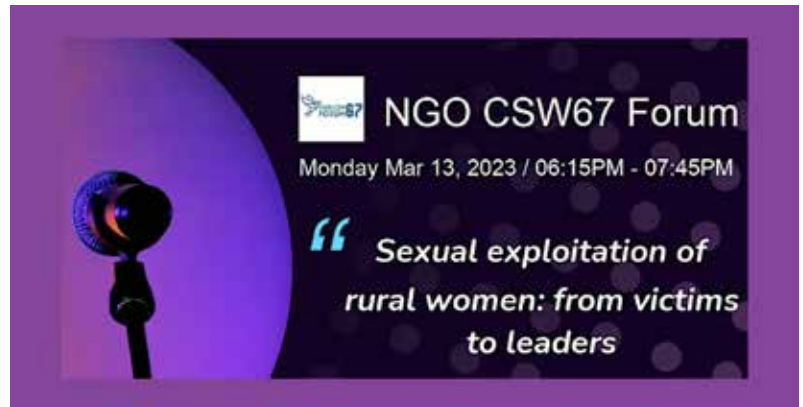 NGO CSW67 Forum
Monday Mar 13, 2023 / 06:15PM - 07:45PM
“ Sexual exploitation of
rural women: from victims
to leaders